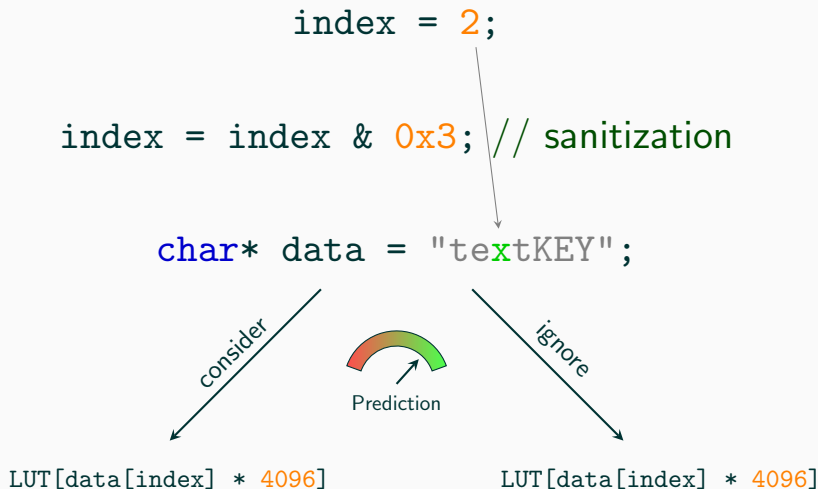 index = 2;
index = index & 0x3; // sanitization
char* data = "textKEY";
consider
ignore
Prediction
LUT[data[index] * 4096]
LUT[data[index] * 4096]